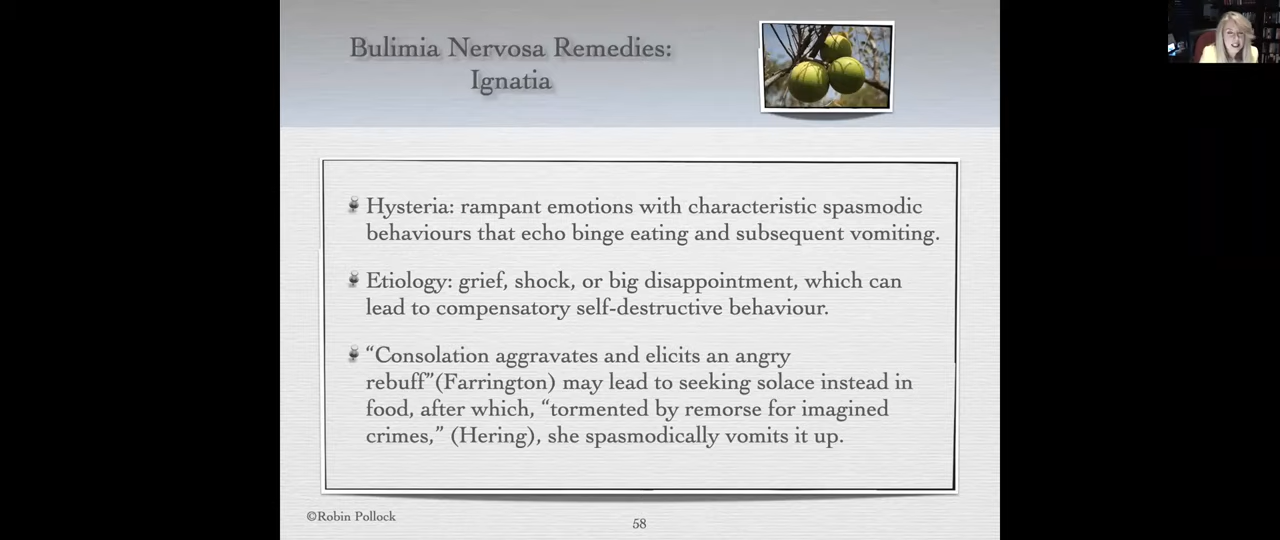 Bulimia Nervosa Remedies:
Ignatia
Hysteria: rampant emotions with characteristic spasmodic
behaviours that echo binge eating and subsequent vomiting.
Etiology: grief, shock, or big disappointment, which can
lead to compensatory self-destructive behaviour.
“Consolation aggravates and elicits an angry
rebuff”(Farrington) may lead to seeking solace instead in
food, after which, “tormented by remorse for imagined
crimes,” (Hering), she spasmodically vomits it up.
©Robin Pollock
58